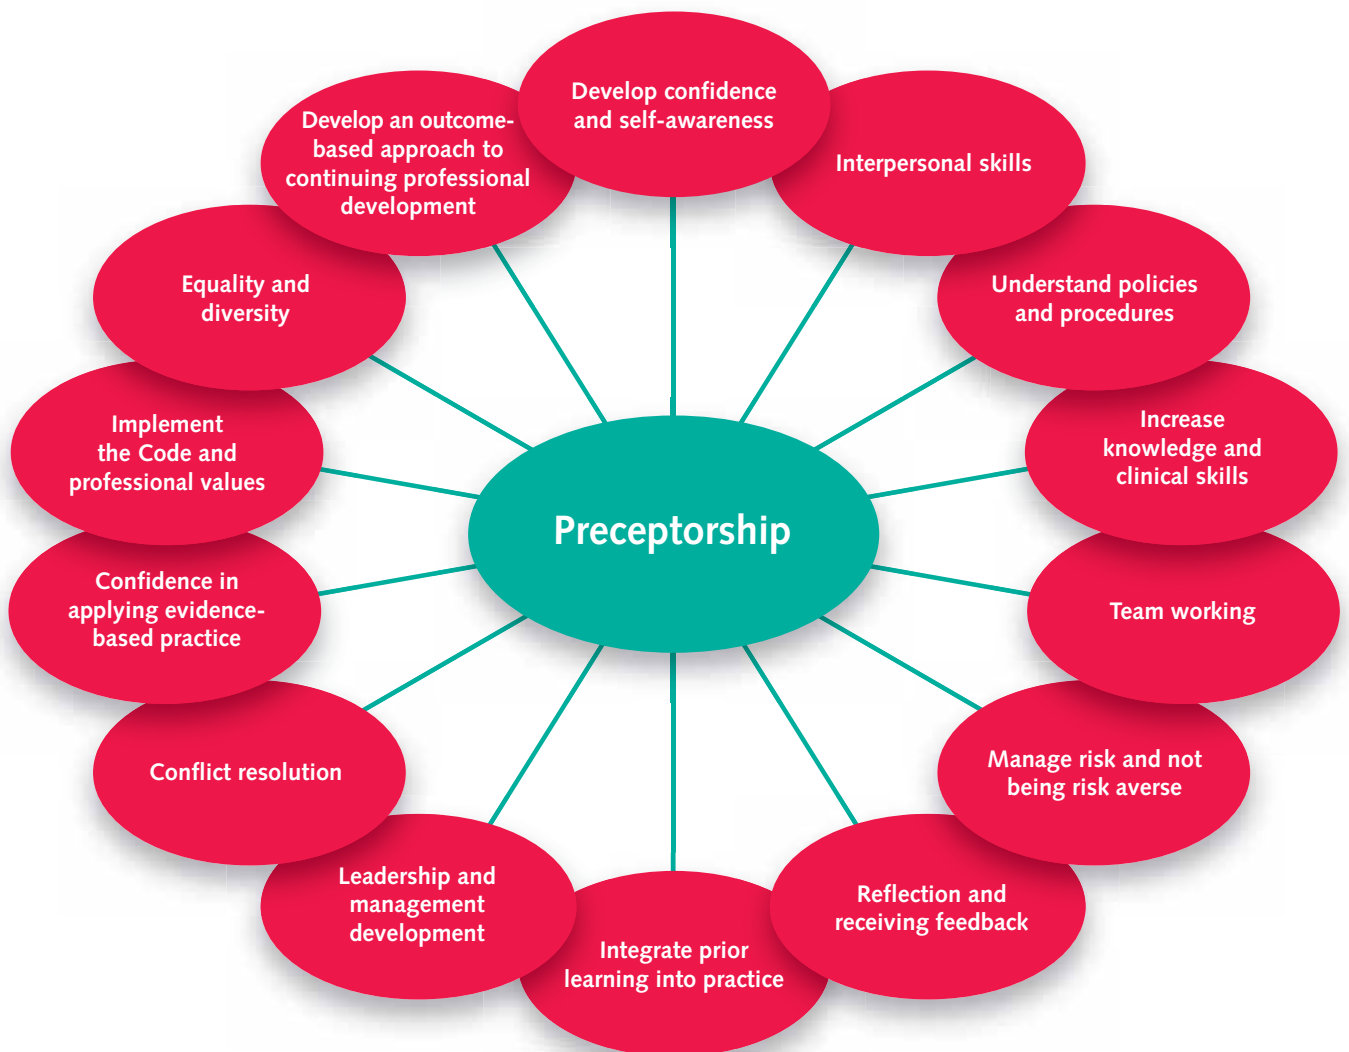 Develop confidence
and self-awareness
Interpersonal skills
Understand policies
and procedures
Increase
knowledge and
clinical skills
Team working
Manage risk and not
being risk averse
Reflection and
receiving feedback
Integrate prior
learning into practice
Leadership and
management
development
Conflict resolution
Confidence in
applying evidence-
based practice
Implement
the Code and
professional values
Equality and
diversity
Develop an outcome-
based approach to
continuing professional
development
Preceptorship